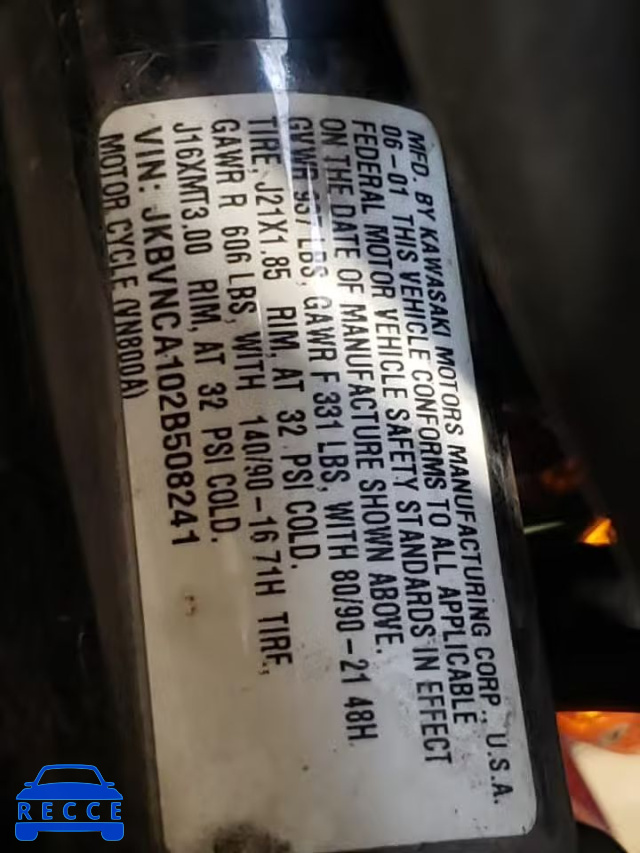 MFD. BY KAWASAKI MOTORS MANUFACTURING CORP., U.S.A.
06-01 THIS VEHICLE CONFORMS TO ALL APPLICABLE
FEDERAL MOTOR VEHICLE SAFETY STANDARDS IN EFFECT
ON THE DATE OF MANUFACTURE SHOWN ABOVE.
GVWR 937 LBS, GAWR F 331 LBS, WITH 80/90-21 48H
TIRE, J21X1.85 RIM, AT 32 PSI COLD.
GAWR R 606 LBS, WITH 140/90-16 71H TIRE,
J16XMT3.00 RIM, AT 32 PSI COLD.
VIN: JKBVNCA102B508241
MOTOR CYCLE (VN800A)
RECCE